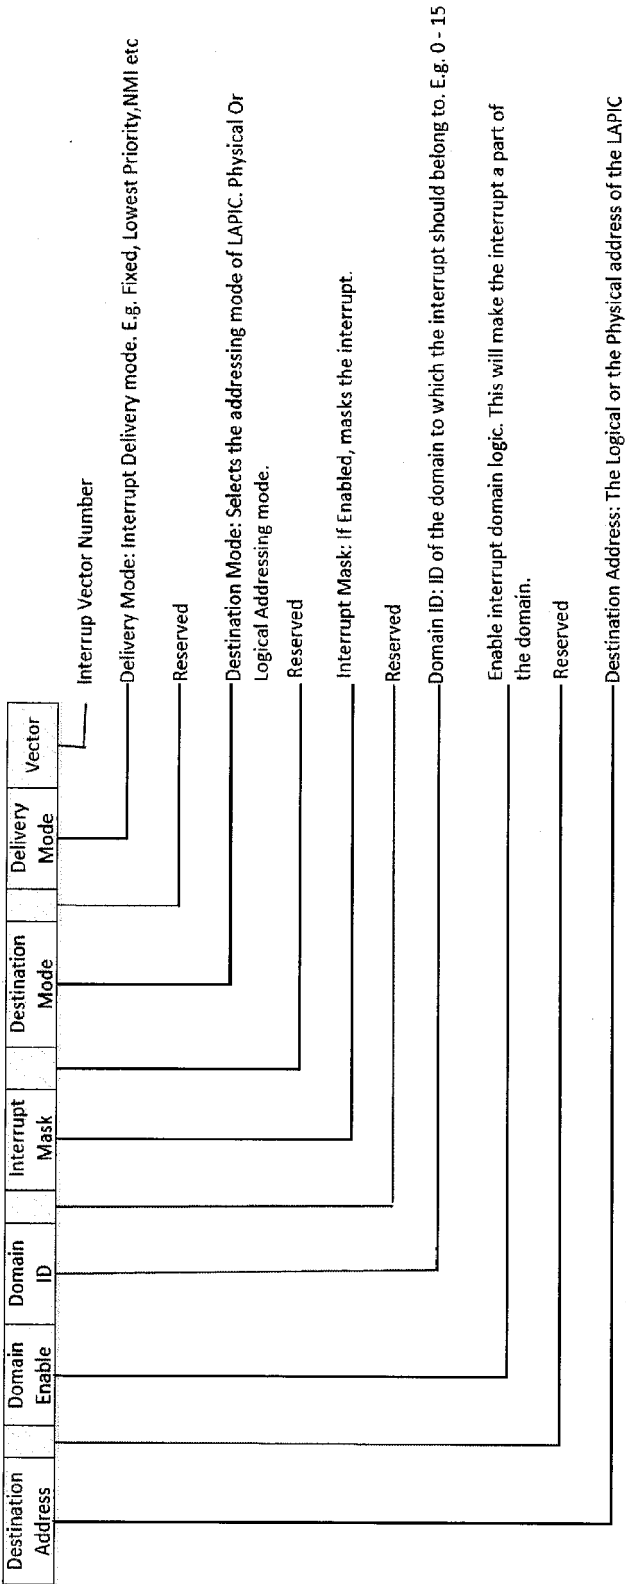 Destination Address
Domain Enable
Domain ID
Interrupt Mask
Destination Mode
Delivery Mode
Vector
Interrup Vector Number
Delivery Mode: Interrupt Delivery mode. E.g. Fixed, Lowest Priority,NMI etc
Reserved
Destination Mode: Selects the addressing mode of LAPIC. Physical Or
Logical Addressing mode.
Reserved
Interrupt Mask: If Enabled, masks the interrupt.
Reserved
Domain ID: ID of the domain to which the interrupt should belong to. E.g. 0 - 15
Enable interrupt domain logic. This will make the interrupt a part of
the domain.
Reserved
Destination Address: The Logical or the Physical address of the LAPIC